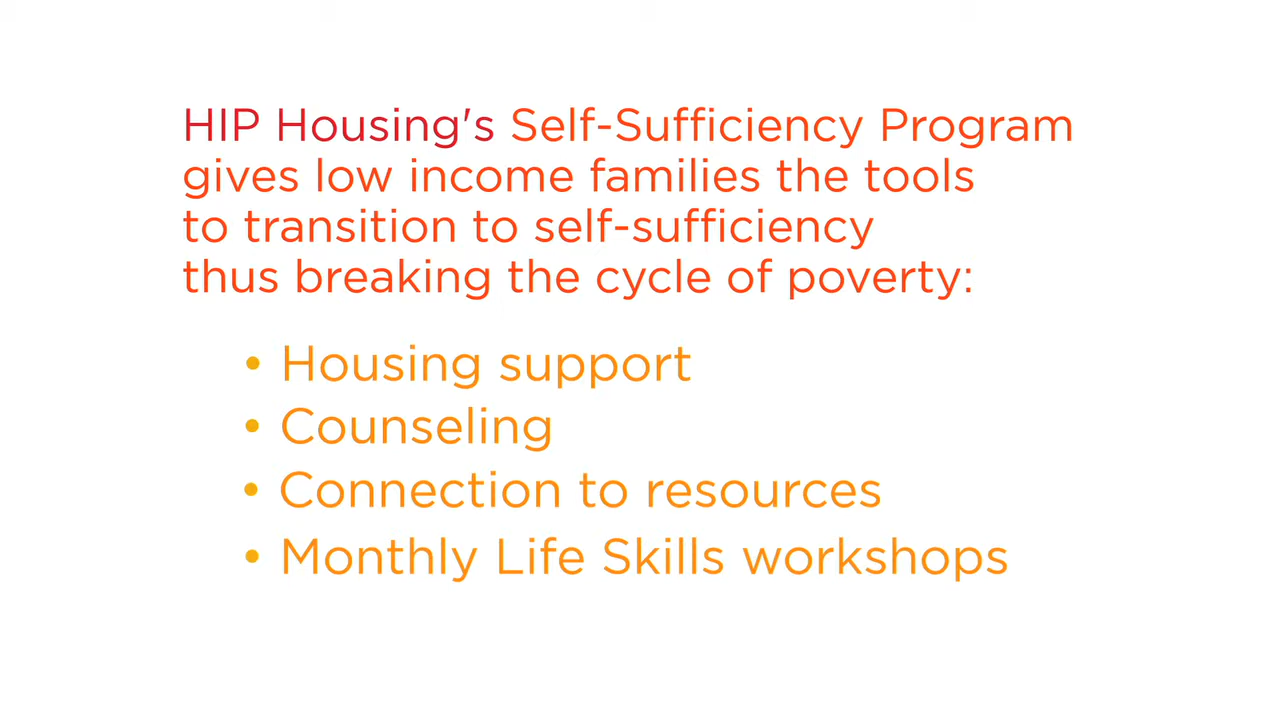 HIP Housing's Self-Sufficiency Program
gives low income families the tools
to transition to self-sufficiency
thus breaking the cycle of poverty:
• Housing support
• Counseling
• Connection to resources
• Monthly Life Skills workshops